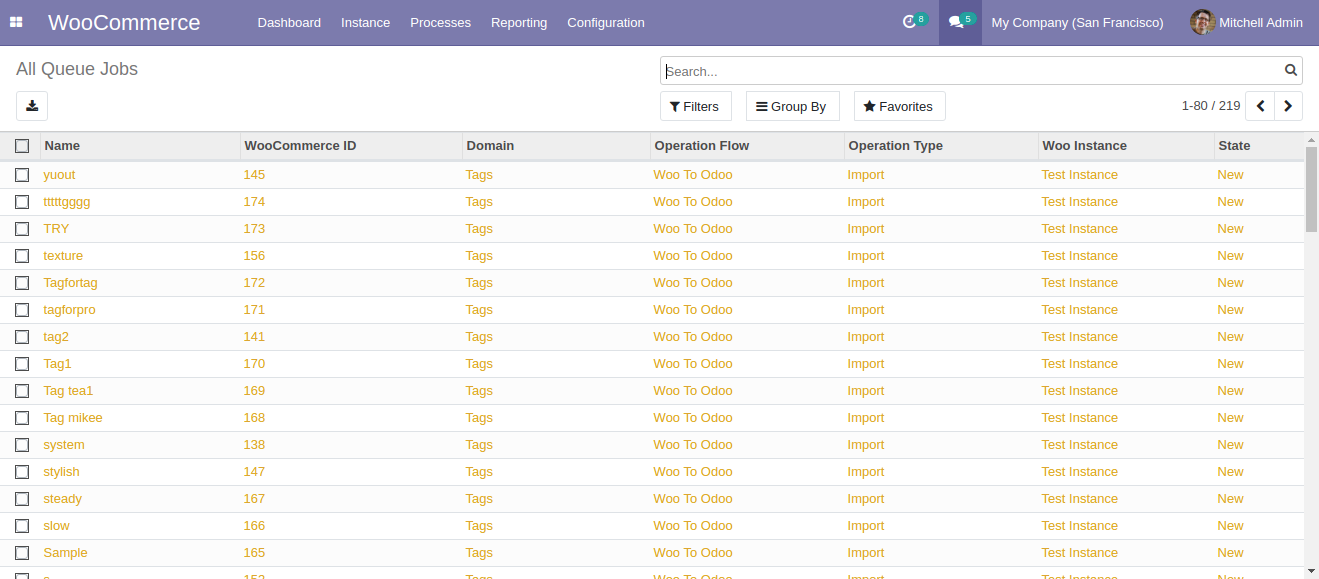 WooCommerce Dashboard Instance Processes Reporting Configuration 8 5 My Company (San Francisco) Mitchell Admin
All Queue Jobs Search...
Filters Group By Favorites 1-80 / 219
Name WooCommerce ID Domain Operation Flow Operation Type Woo Instance State
yuout 145 Tags Woo To Odoo Import Test Instance New
tttttgggg 174 Tags Woo To Odoo Import Test Instance New
TRY 173 Tags Woo To Odoo Import Test Instance New
texture 156 Tags Woo To Odoo Import Test Instance New
Tagfortag 172 Tags Woo To Odoo Import Test Instance New
tagforpro 171 Tags Woo To Odoo Import Test Instance New
tag2 141 Tags Woo To Odoo Import Test Instance New
Tag1 170 Tags Woo To Odoo Import Test Instance New
Tag tea1 169 Tags Woo To Odoo Import Test Instance New
Tag mikee 168 Tags Woo To Odoo Import Test Instance New
system 138 Tags Woo To Odoo Import Test Instance New
stylish 147 Tags Woo To Odoo Import Test Instance New
steady 167 Tags Woo To Odoo Import Test Instance New
slow 166 Tags Woo To Odoo Import Test Instance New
Sample 165 Tags Woo To Odoo Import Test Instance New
Tags Woo To Odoo Import Test Instance New